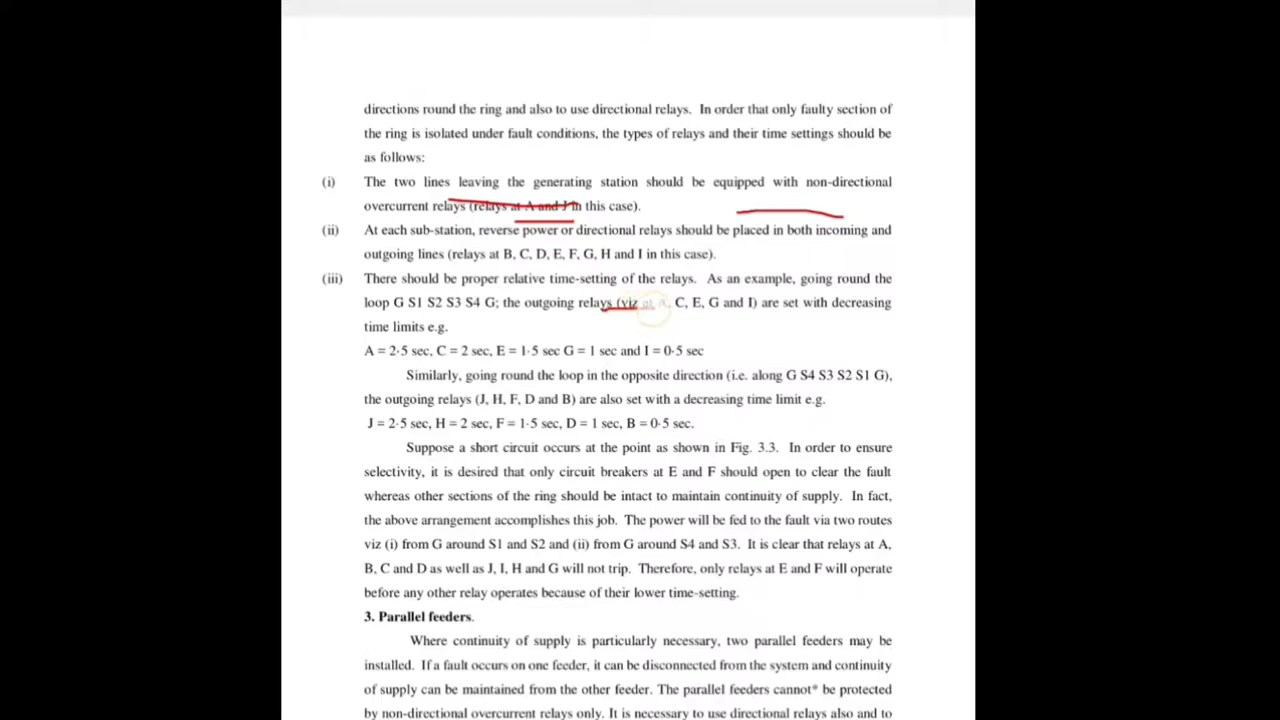 directions round the ring and also to use directional relays. In order that only faulty section of
the ring is isolated under fault conditions, the types of relays and their time settings should be
as follows:
(i) The two lines leaving the generating station should be equipped with non-directional
overcurrent relays (relays at A and J in this case).
(ii) At each sub-station, reverse power or directional relays should be placed in both incoming and
outgoing lines (relays at B, C, D, E, F, G, H and I in this case).
(iii) There should be proper relative time-setting of the relays. As an example, going round the
loop G S1 S2 S3 S4 G; the outgoing relays (viz at A, C, E, G and I) are set with decreasing
time limits e.g.
A = 2·5 sec, C = 2 sec, E = 1·5 sec G = 1 sec and I = 0·5 sec
Similarly, going round the loop in the opposite direction (i.e. along G S4 S3 S2 S1 G),
the outgoing relays (J, H, F, D and B) are also set with a decreasing time limit e.g.
J = 2·5 sec, H = 2 sec, F = 1·5 sec, D = 1 sec, B = 0·5 sec.
Suppose a short circuit occurs at the point as shown in Fig. 3.3. In order to ensure
selectivity, it is desired that only circuit breakers at E and F should open to clear the fault
whereas other sections of the ring should be intact to maintain continuity of supply. In fact,
the above arrangement accomplishes this job. The power will be fed to the fault via two routes
viz (i) from G around S1 and S2 and (ii) from G around S4 and S3. It is clear that relays at A,
B, C and D as well as J, I, H and G will not trip. Therefore, only relays at E and F will operate
before any other relay operates because of their lower time-setting.
3. Parallel feeders.
Where continuity of supply is particularly necessary, two parallel feeders may be
installed. If a fault occurs on one feeder, it can be disconnected from the system and continuity
of supply can be maintained from the other feeder. The parallel feeders cannot* be protected
by non-directional overcurrent relays only. It is necessary to use directional relays also and to